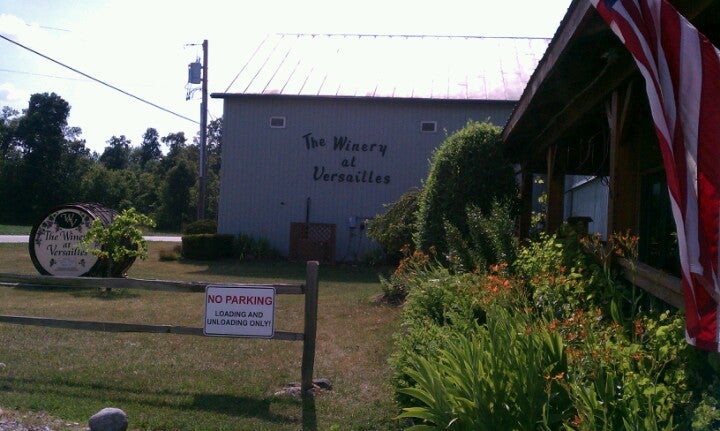 The Winery
at
Versailles
W
The Winery
at
Versailles
NO PARKING
LOADING AND
UNLOADING ONLY!